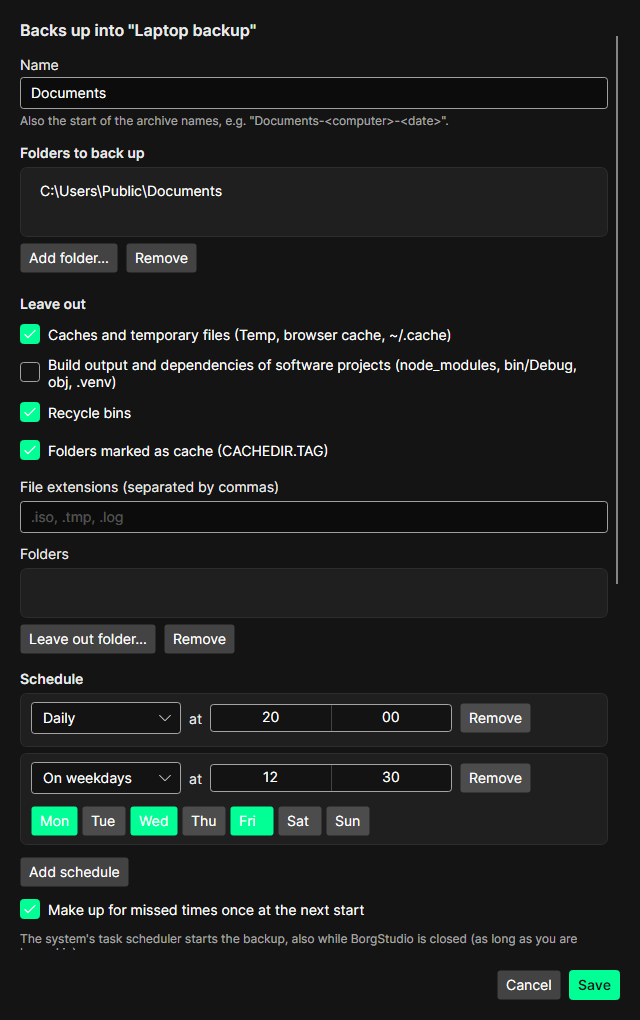 Backs up into "Laptop backup"
Name
Documents
Also the start of the archive names, e.g. "Documents-<computer>-<date>".
Folders to back up
C:\Users\Public\Documents
Add folder... Remove
Leave out
Caches and temporary files (Temp, browser cache, ~/.cache)
Build output and dependencies of software projects (node_modules, bin/Debug,
obj, .venv)
Recycle bins
Folders marked as cache (CACHEDIR.TAG)
File extensions (separated by commas)
.iso, .tmp, .log
Folders
Leave out folder... Remove
Schedule
Daily at 20 00 Remove
On weekdays at 12 30 Remove
Mon Tue Wed Thu Fri Sat Sun
Add schedule
Make up for missed times once at the next start
The system's task scheduler starts the backup, also while BorgStudio is closed (as long as you are
Cancel Save